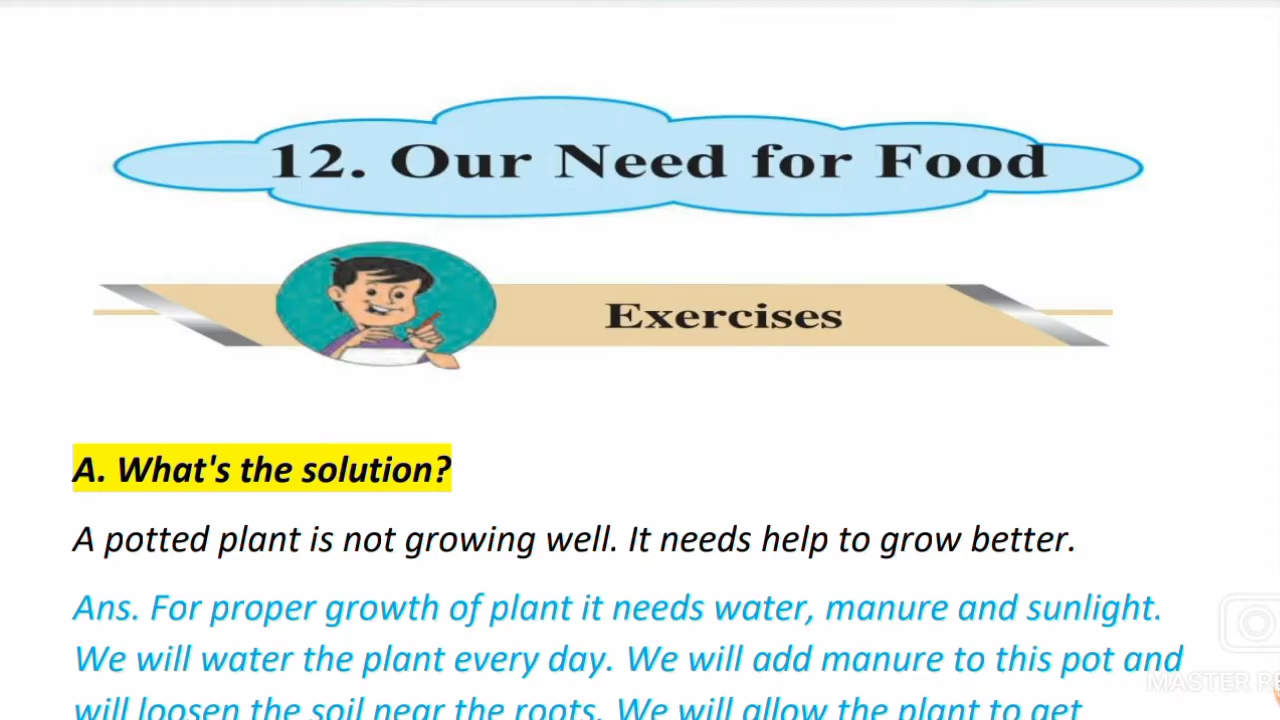 12. Our Need for Food
Exercises
A. What's the solution?
A potted plant is not growing well. It needs help to grow better.
Ans. For proper growth of plant it needs water, manure and sunlight.
We will water the plant every day. We will add manure to this pot and
will loosen the soil near the roots. We will allow the plant to get
MASTER RE